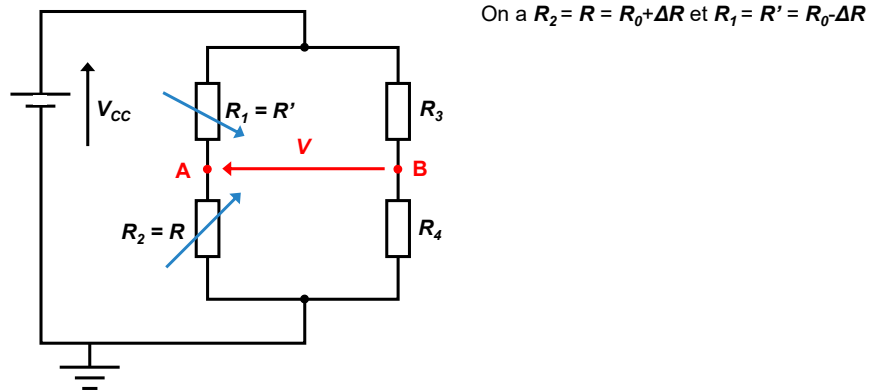 On a R₂ = R = R₀+ΔR et R₁ = R' = R₀-ΔR
V_CC
R₁ = R’
R₃
V
A
B
R₂ = R
R₄